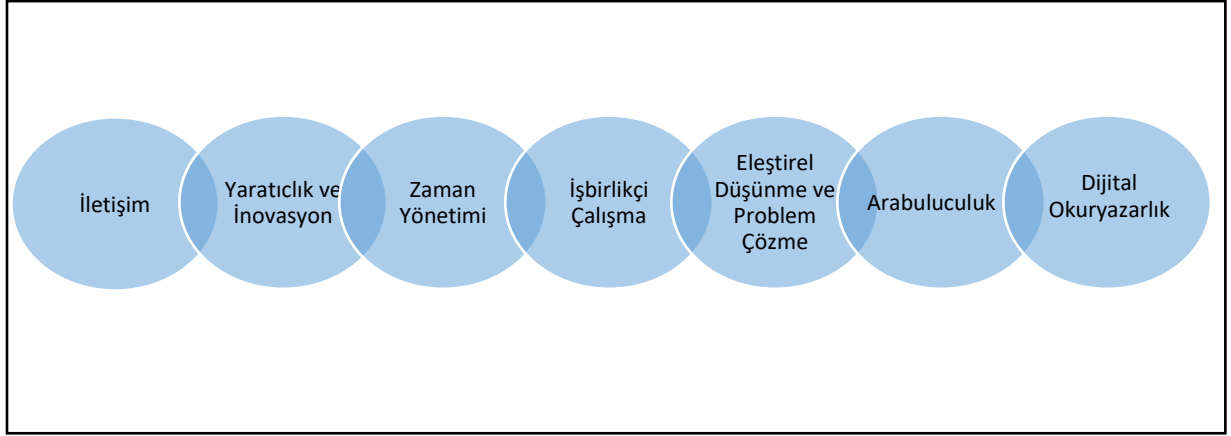 İletişim
Yaratıclık ve
İnovasyon
Zaman
Yönetimi
İşbirlikçi
Çalışma
Eleştirel
Düşünme ve
Problem
Çözme
Arabuluculuk
Dijital
Okuryazarlık